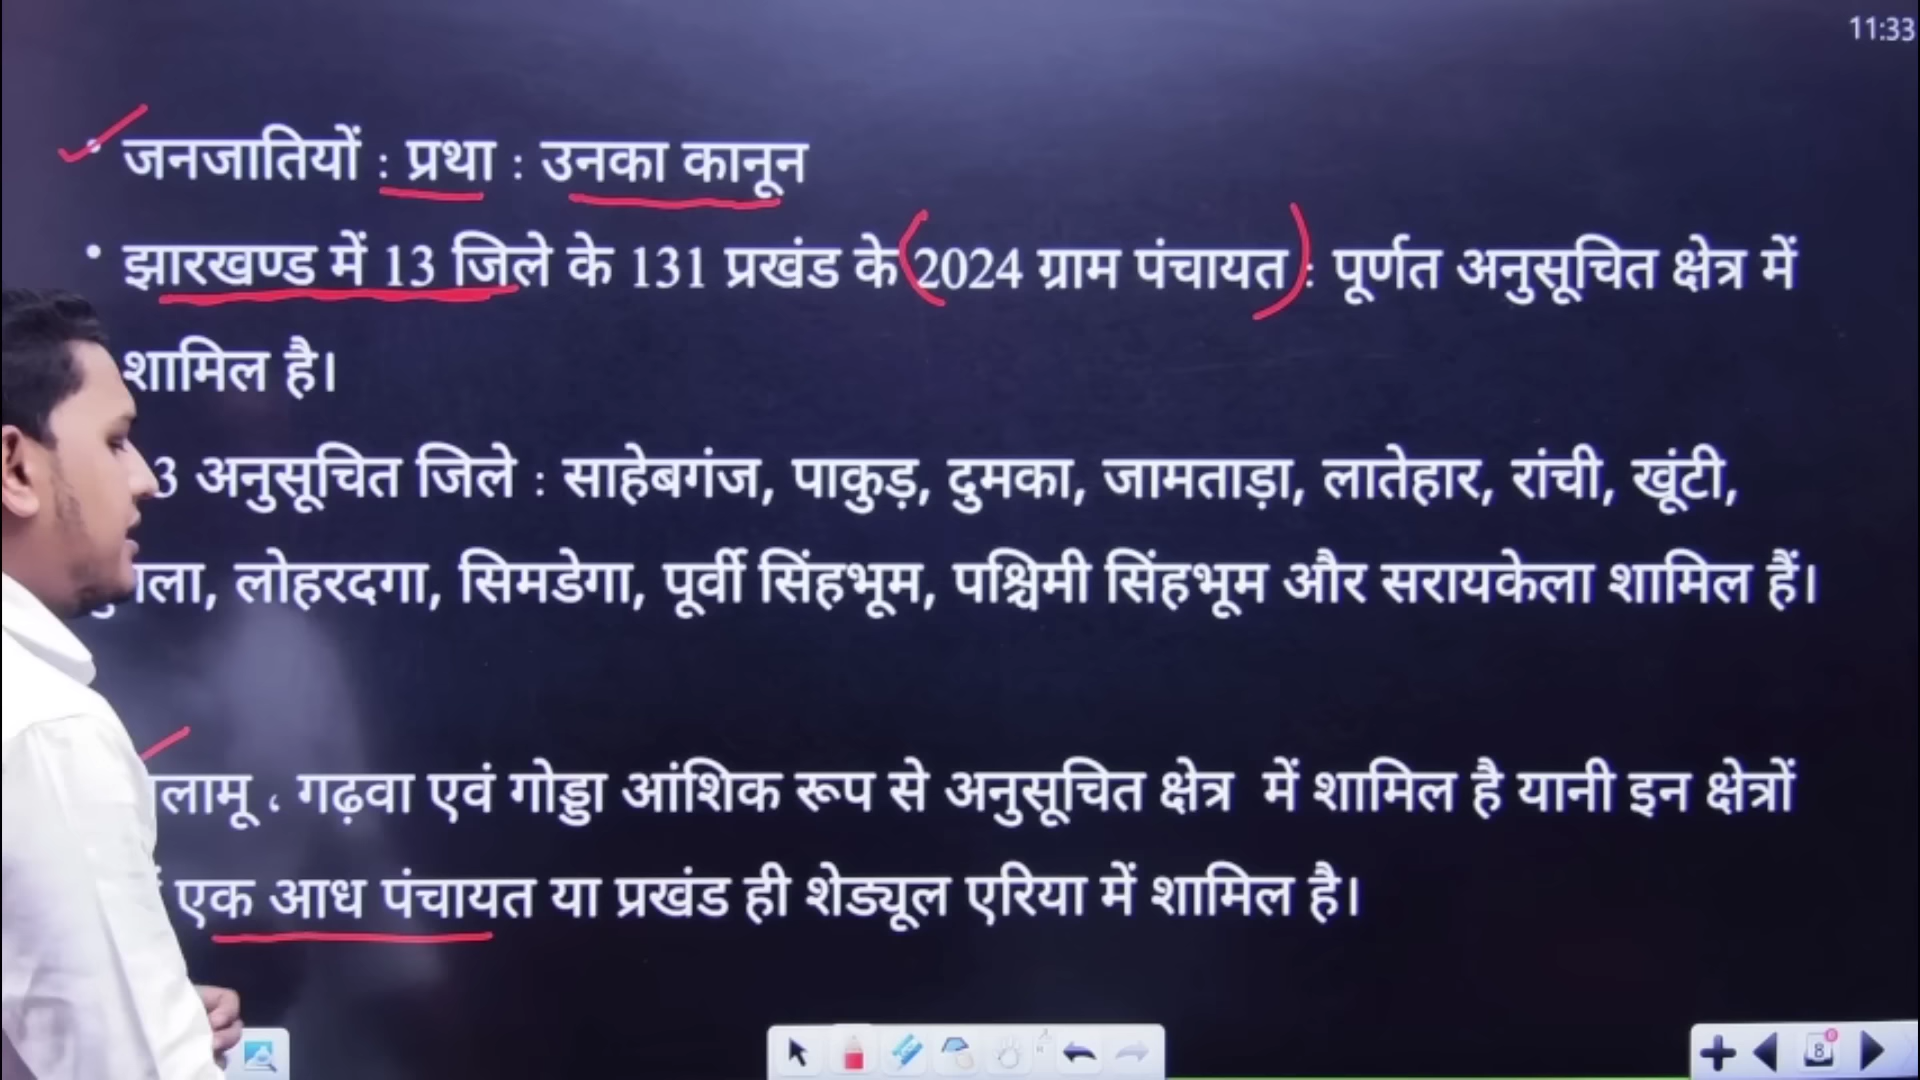 11:33
जनजातियों : प्रथा : उनका कानून
झारखण्ड में 13 जिले के 131 प्रखंड के 2024 ग्राम पंचायत : पूर्णत अनुसूचित क्षेत्र में
शामिल है।
3 अनुसूचित जिले : साहेबगंज, पाकुड़, दुमका, जामताड़ा, लातेहार, रांची, खूंटी,
लोहरदगा, सिमडेगा, पूर्वी सिंहभूम, पश्चिमी सिंहभूम और सरायकेला शामिल हैं।
गढ़वा एवं गोड्डा आंशिक रूप से अनुसूचित क्षेत्र में शामिल है यानी इन क्षेत्रों
एक आध पंचायत या प्रखंड ही शेड्यूल एरिया में शामिल है।
8